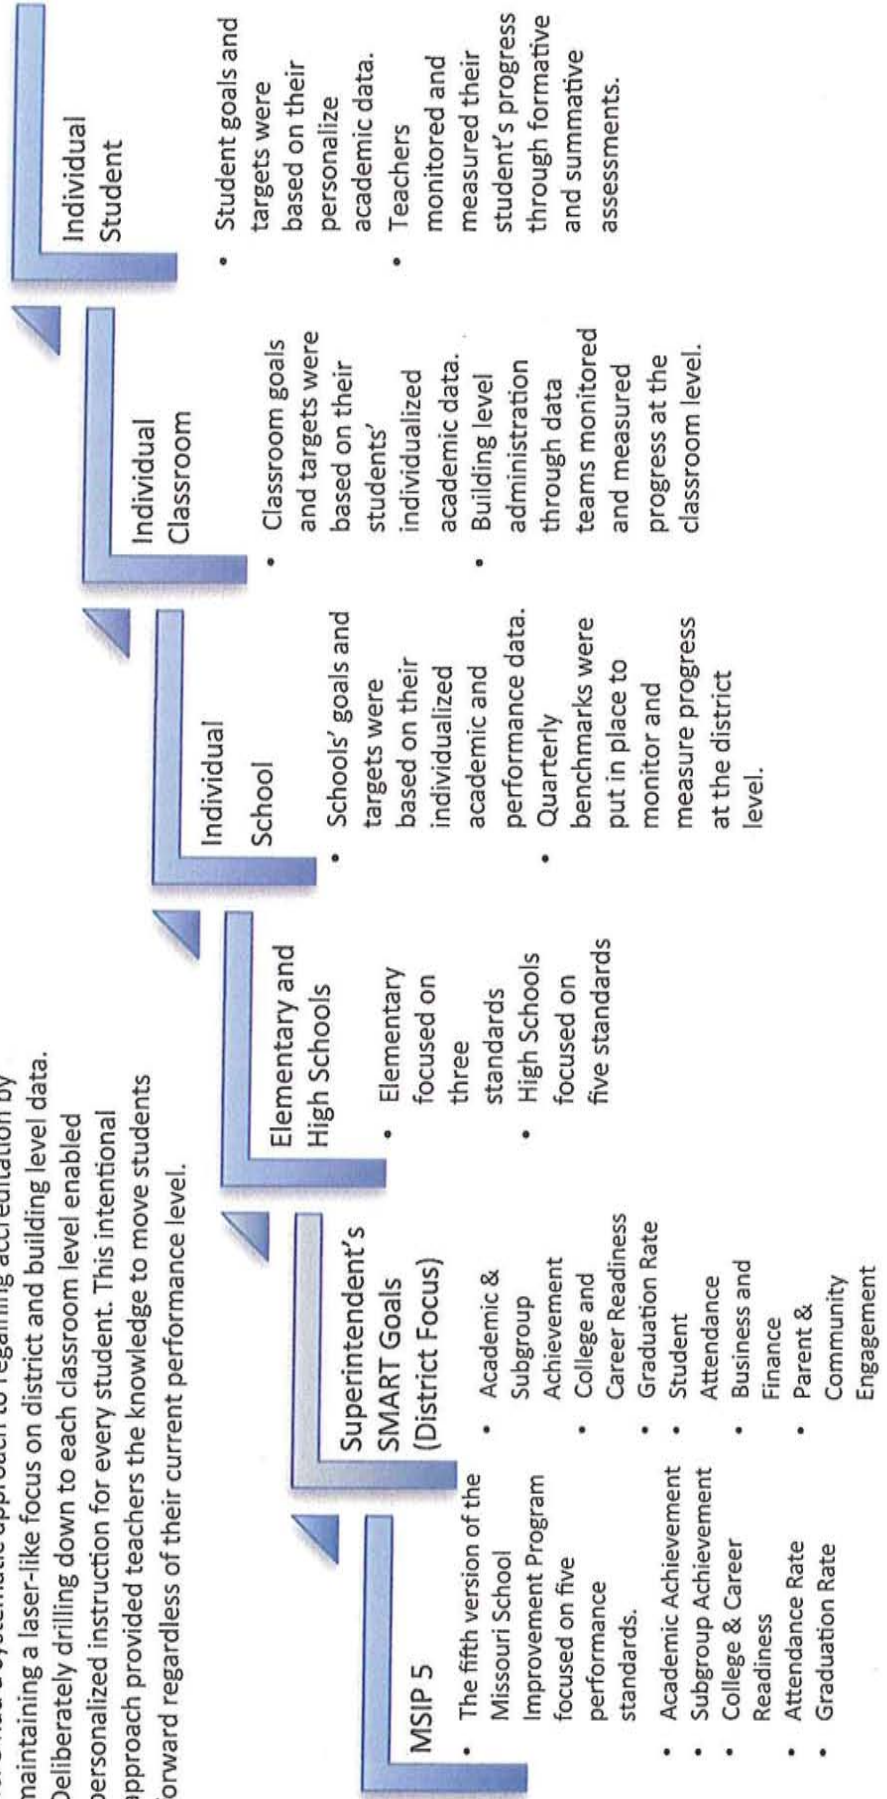 had a systematic approach to regaining accreditation by
maintaining a laser-like focus on district and building level data.
Deliberately drilling down to each classroom level enabled
personalized instruction for every student. This intentional
approach provided teachers the knowledge to move students
forward regardless of their current performance level.
MSIP 5
• The fifth version of the
Missouri School
Improvement Program
focused on five
performance
standards.
• Academic Achievement
• Subgroup Achievement
• College & Career
Readiness
• Attendance Rate
• Graduation Rate
Superintendent's
SMART Goals
(District Focus)
• Academic &
Subgroup
Achievement
• College and
Career Readiness
• Graduation Rate
• Student
Attendance
• Business and
Finance
• Parent &
Community
Engagement
Elementary and
High Schools
• Elementary
focused on
three
standards
• High Schools
focused on
five standards
Individual
School
• Schools' goals and
targets were
based on their
individualized
academic and
performance data.
• Quarterly
benchmarks were
put in place to
monitor and
measure progress
at the district
level.
Individual
Classroom
• Classroom goals
and targets were
based on their
students'
individualized
academic data.
• Building level
administration
through data
teams monitored
and measured
progress at the
classroom level.
Individual
Student
• Student goals and
targets were
based on their
personalize
academic data.
• Teachers
monitored and
measured their
student's progress
through formative
and summative
assessments.